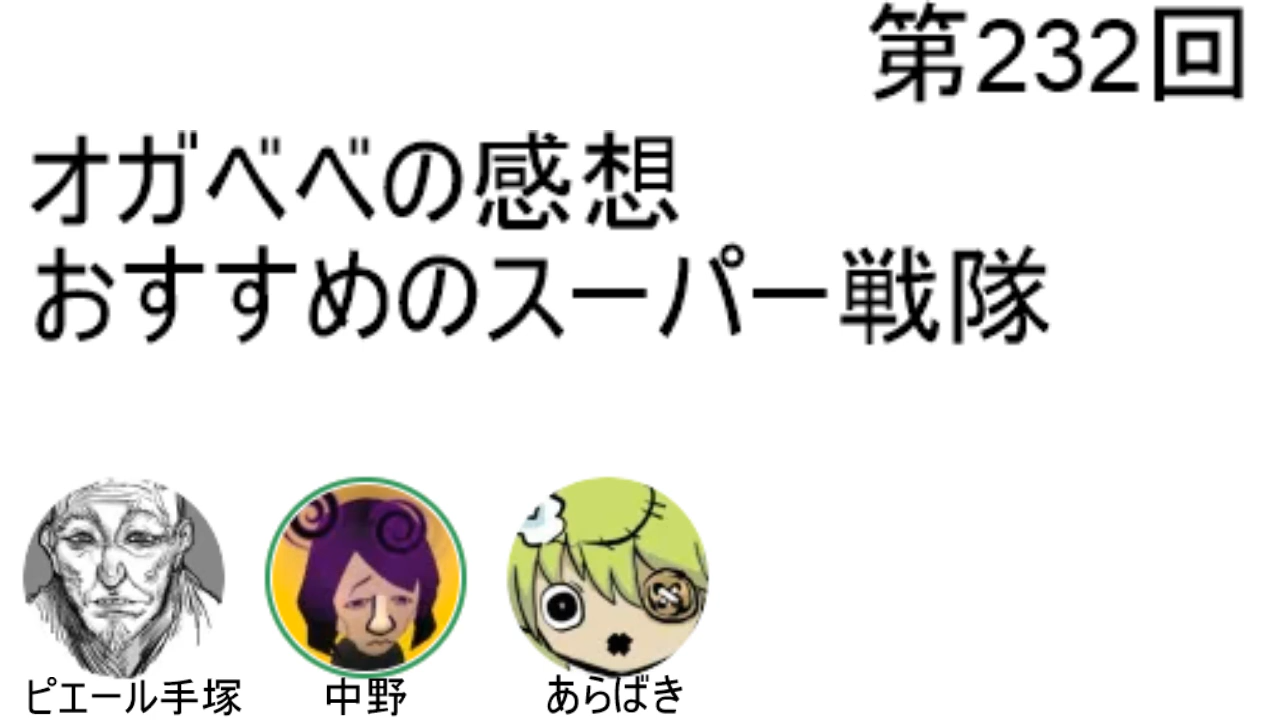 第232回
オガベベの感想
おすすめのスーパー戦隊
ピエール手塚
中野
あらばき